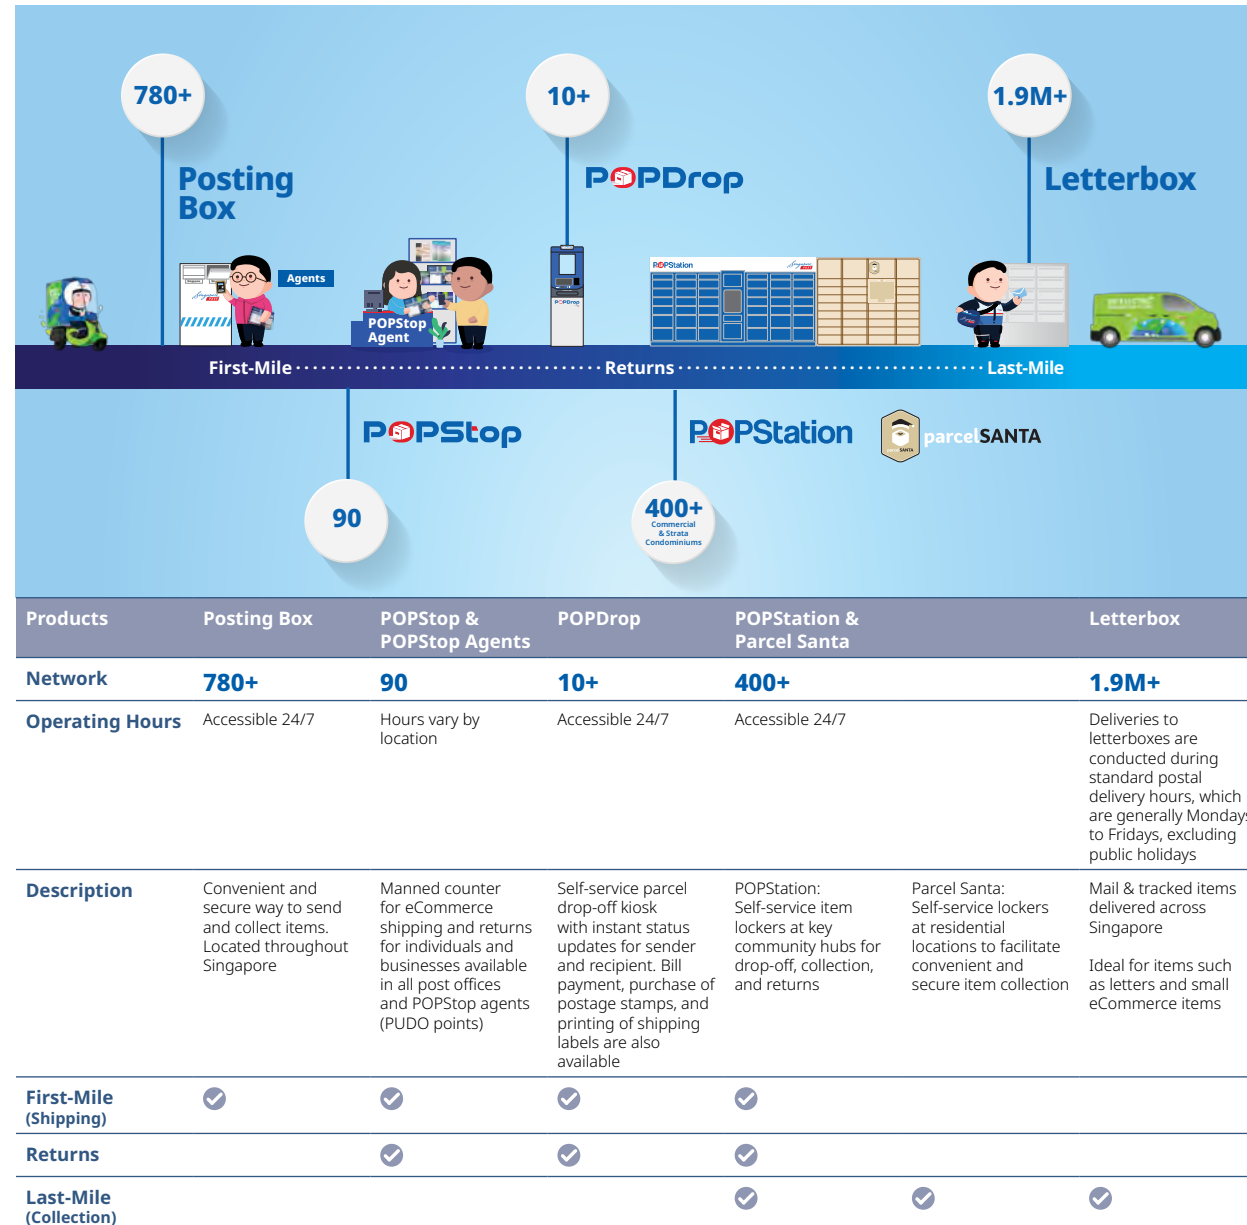 780+
10+
1.9M+
Posting
Box
POPDrop
Letterbox
Agents
POPStation
Singapore
POST
POPDrop
POPStop
Agent
First-Mile
Returns
Last-Mile
POPStop
POPStation
parcelSANTA
90
400+
Commercial
& Strata
Condominiums
Products
Posting Box
POPStop &
POPStop Agents
POPDrop
POPStation &
Parcel Santa
Letterbox
Network
780+
90
10+
400+
1.9M+
Operating Hours
Accessible 24/7
Hours vary by
location
Accessible 24/7
Accessible 24/7
Deliveries to
letterboxes are
conducted during
standard postal
delivery hours, which
are generally Mondays
to Fridays, excluding
public holidays
Description
Convenient and
secure way to send
and collect items.
Located throughout
Singapore
Manned counter
for eCommerce
shipping and returns
for individuals and
businesses available
in all post offices
and POPStop agents
(PUDO points)
Self-service parcel
drop-off kiosk
with instant status
updates for sender
and recipient. Bill
payment, purchase of
postage stamps, and
printing of shipping
labels are also
available
POPStation:
Self-service item
lockers at key
community hubs for
drop-off, collection,
and returns
Parcel Santa:
Self-service lockers
at residential
locations to facilitate
convenient and
secure item collection
Mail & tracked items
delivered across
Singapore
Ideal for items such
as letters and small
eCommerce items
First-Mile
(Shipping)
Returns
Last-Mile
(Collection)